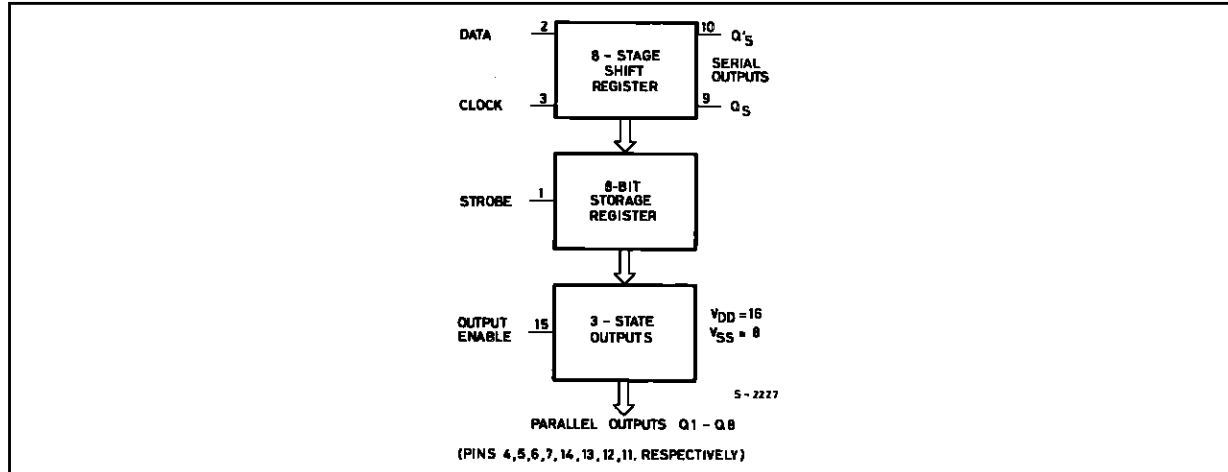 DATA 2
8 - STAGE
SHIFT
REGISTER
10 Q'S
SERIAL
OUTPUTS
CLOCK 3
9 QS
STROBE 1
8-BIT
STORAGE
REGISTER
OUTPUT
ENABLE
15
3 - STATE
OUTPUTS
VDD = 16
VSS = 8
S - 2227
PARALLEL OUTPUTS Q1 - Q8
(PINS 4,5,6,7,14,13,12,11, RESPECTIVELY)